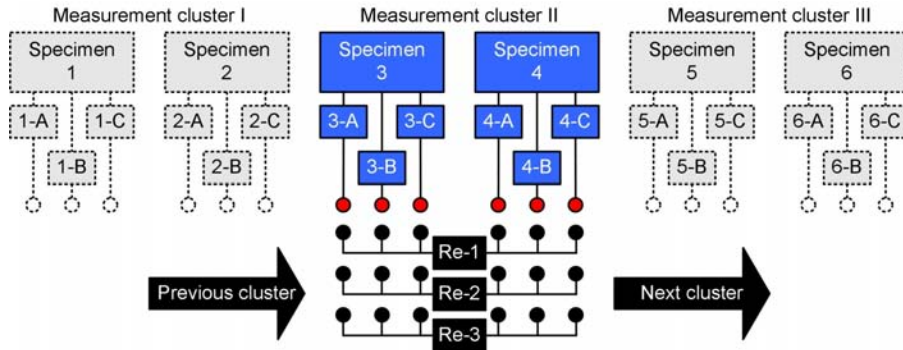 Measurement cluster I
Measurement cluster II
Measurement cluster III
Specimen
1
Specimen
2
Specimen
3
Specimen
4
Specimen
5
Specimen
6
1-A
1-C
2-A
2-C
3-A
3-C
4-A
4-C
5-A
5-C
6-A
6-C
1-B
2-B
3-B
4-B
5-B
6-B
Re-1
Previous cluster
Re-2
Next cluster
Re-3